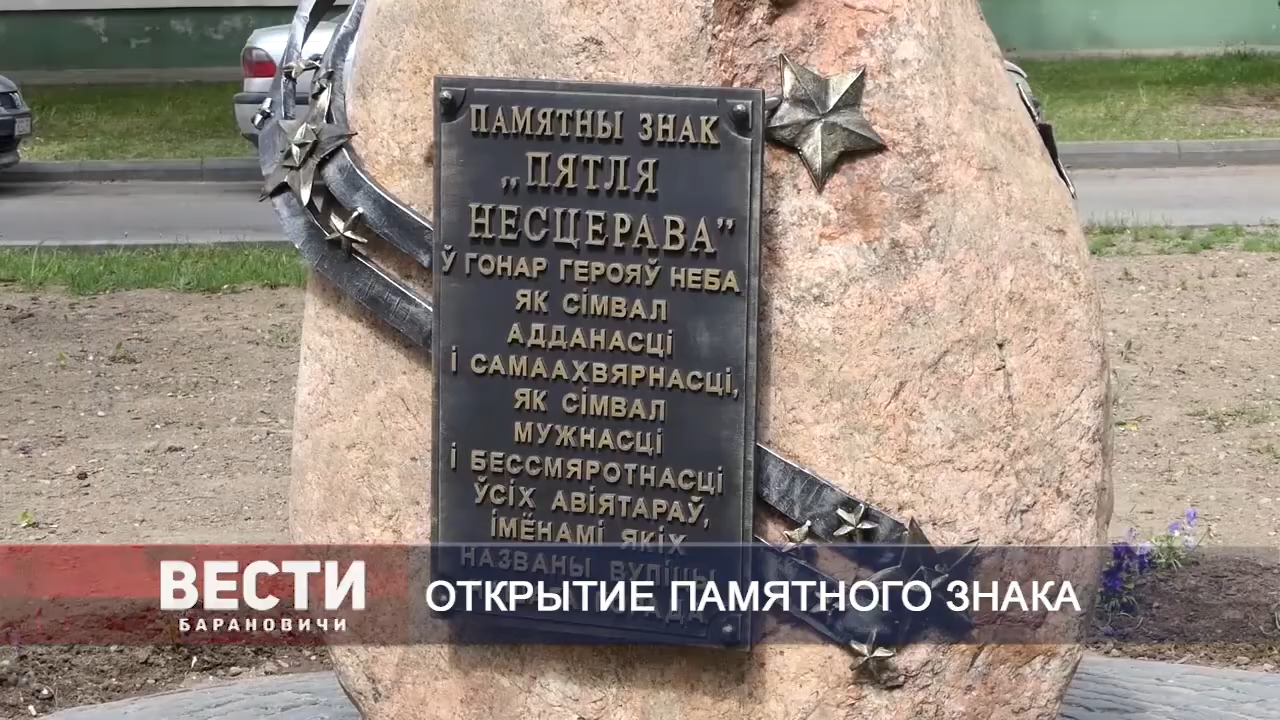 ПАМЯТНЫ ЗНАК
„ПЯТЛЯ
НЕСЦЕРАВА”
Ў ГОНАР ГЕРОЯЎ НЕБА
ЯК СІМВАЛ
АДДАНАСЦІ
І САМААХВЯРНАСЦІ,
ЯК СІМВАЛ
МУЖНАСЦІ
І БЕССМЯРОТНАСЦІ
ЎСІХ АВІЯТАРАЎ,
ІМЁНАМІ ЯКІХ
НАЗВАНЫ ВУЛІЦЫ
ВЕСТИ
БАРАНОВИЧИ
ОТКРЫТИЕ ПАМЯТНОГО ЗНАКА